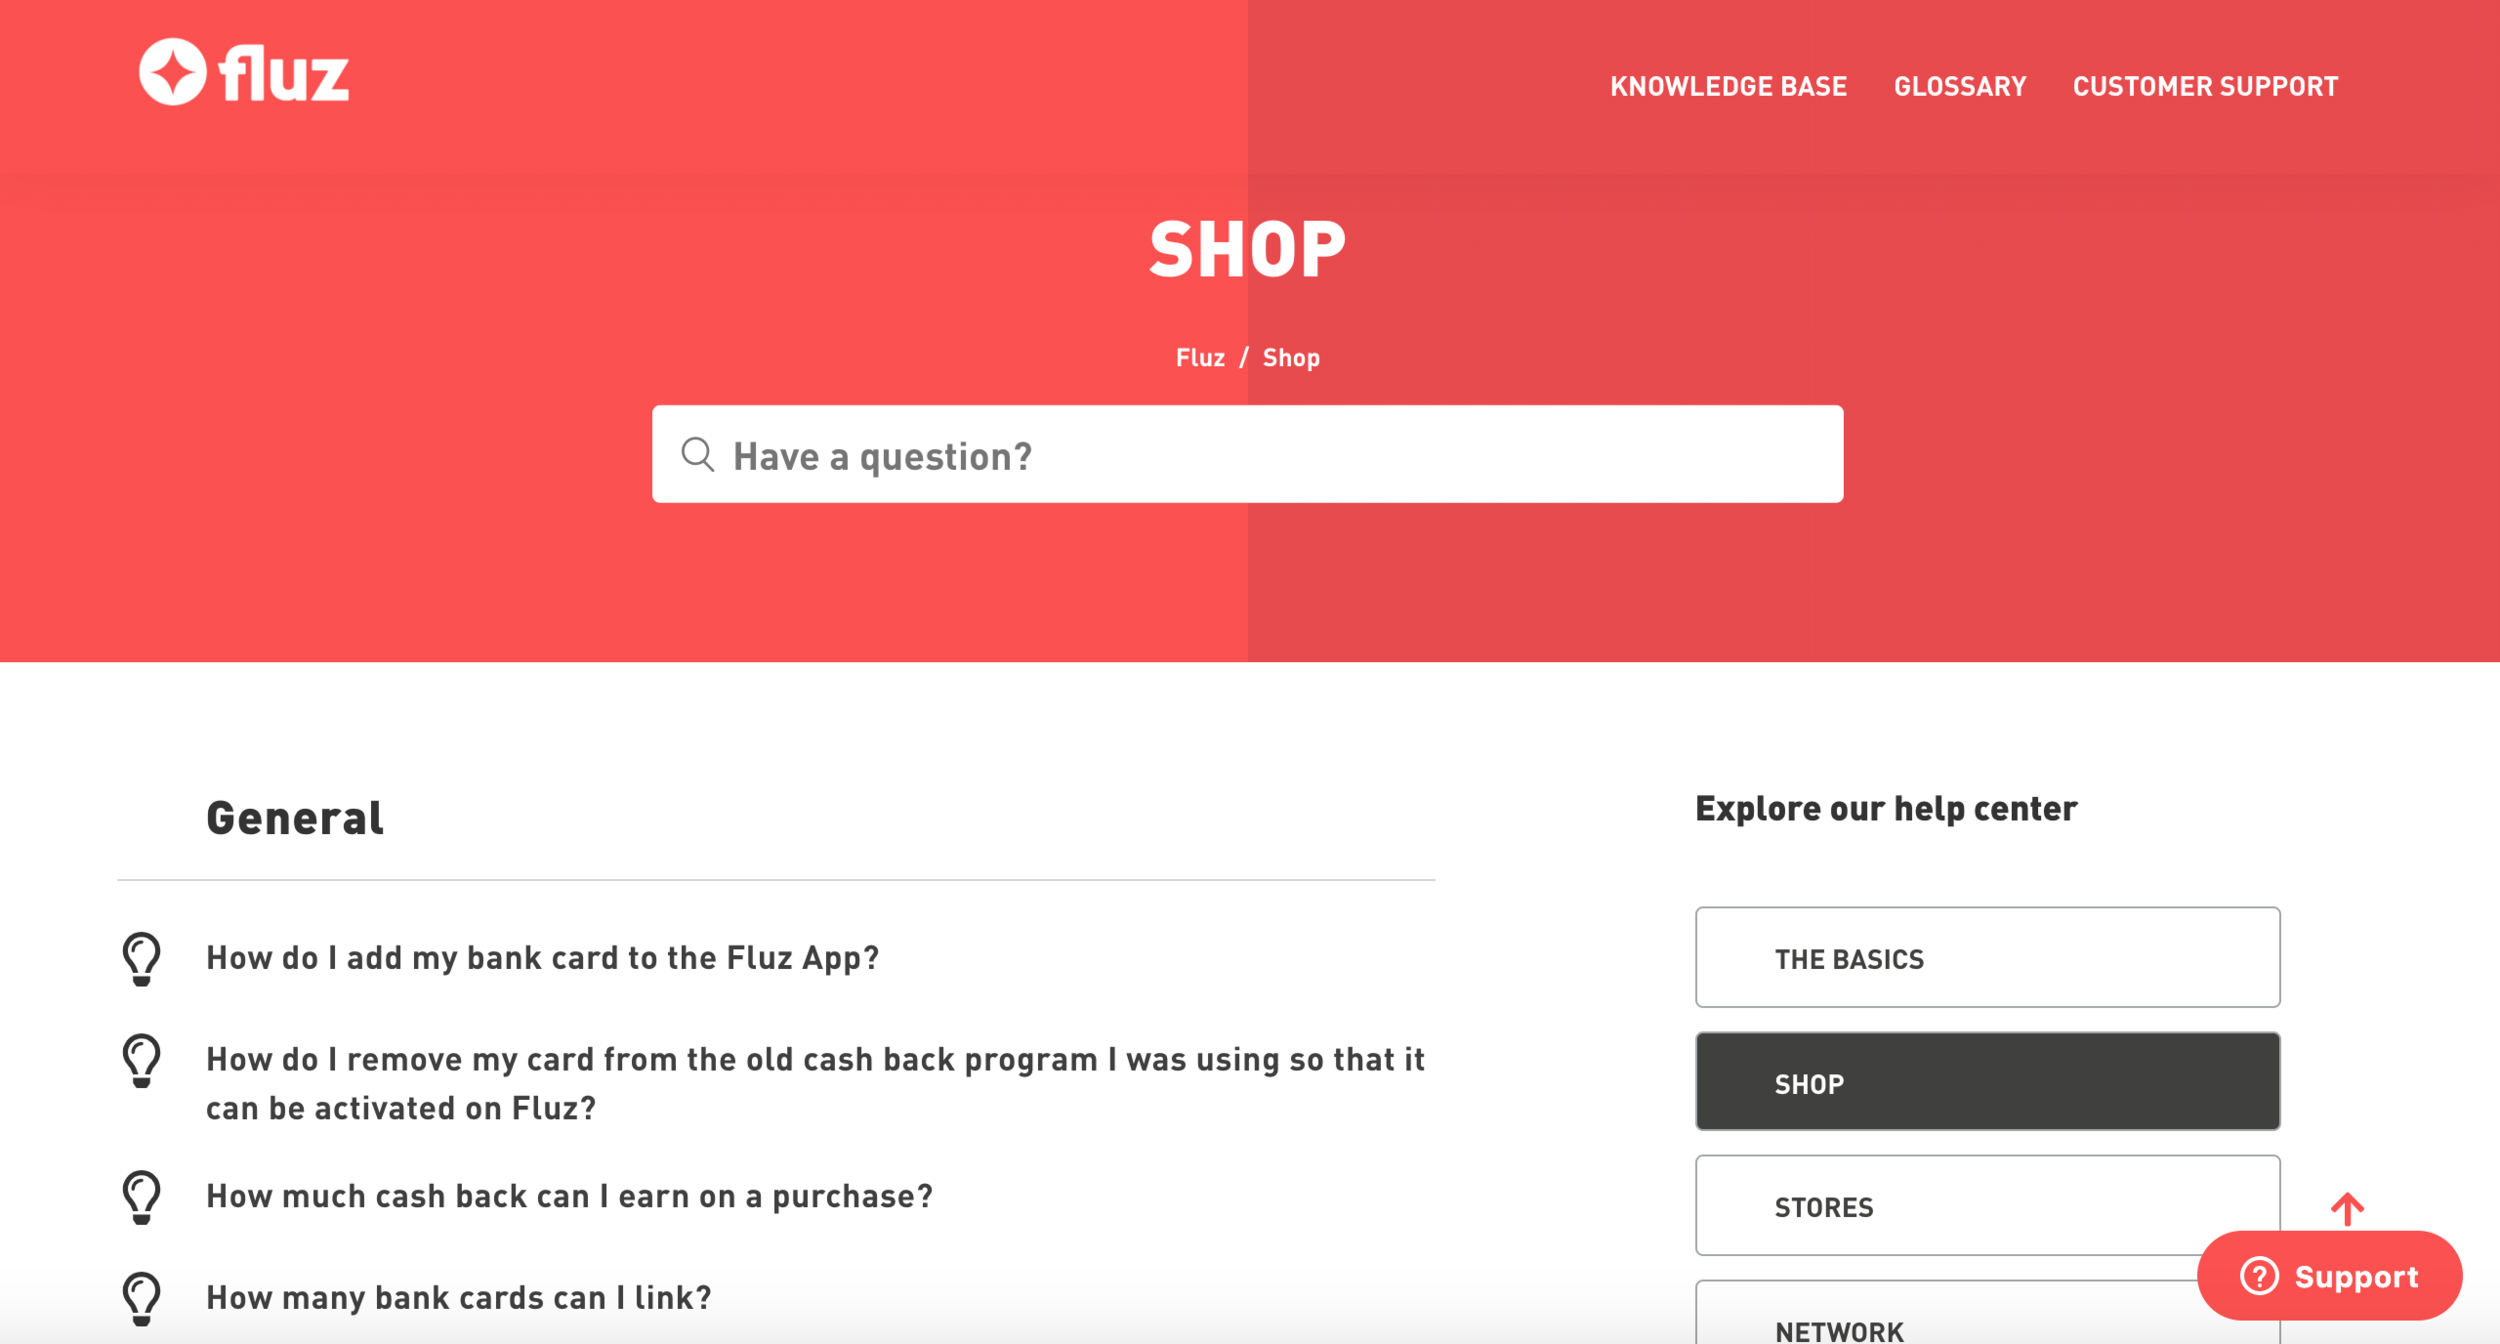 fluz
KNOWLEDGE BASE GLOSSARY CUSTOMER SUPPORT
SHOP
Fluz / Shop
Have a question?
General
How do I add my bank card to the Fluz App?
How do I remove my card from the old cash back program I was using so that it
can be activated on Fluz?
How much cash back can I earn on a purchase?
How many bank cards can I link?
Explore our help center
THE BASICS
SHOP
STORES
NETWORK
Support